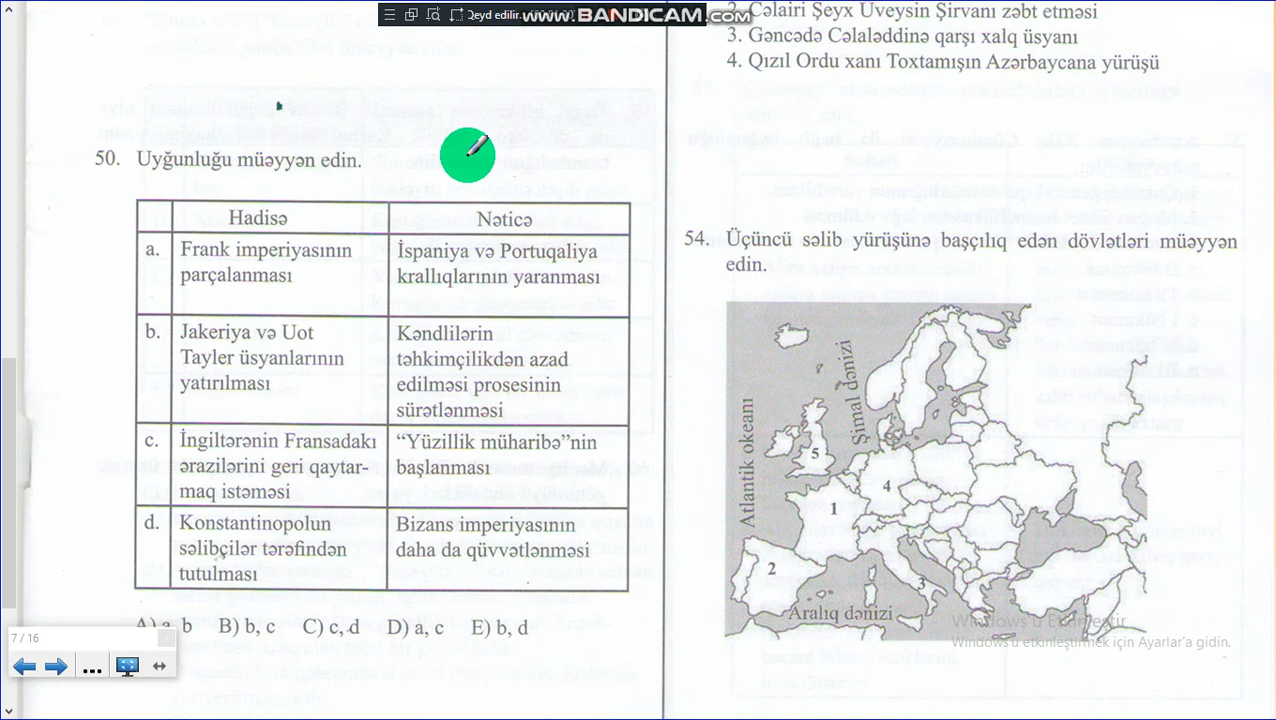 Qeyd edilir...
www.BANDICAM.com
50. Uyğunluğu müəyyən edin.
Hadisə
Nəticə
a. Frank imperiyasının parçalanması
İspaniya və Portuqaliya krallıqlarının yaranması
b. Jakeriya və Uot Tayler üsyanlarının yatırılması
Kəndlilərin təhkimçilikdən azad edilməsi prosesinin sürətlənməsi
c. İngiltərənin Fransadakı ərazilərini geri qaytar-maq istəməsi
“Yüzillik müharibə”nin başlanması
d. Konstantinopolun səlibçilər tərəfindən tutulması
Bizans imperiyasının daha da qüvvətlənməsi
A) a, b B) b, c C) c, d D) a, c E) b, d
7 / 16
2. Cəlairi Şeyx Üveysin Şirvanı zəbt etməsi
3. Gəncədə Cəlaləddinə qarşı xalq üsyanı
4. Qızıl Ordu xanı Toxtamışın Azərbaycana yürüşü
54. Üçüncü səlib yürüşünə başçılıq edən dövlətləri müəyyən
edin.
Atlantik okeanı
Şimal dənizi
5
4
1
2
3
Aralıq dənizi
Windows'u Etkinleştir
Windows'u etkinleştirmek için Ayarlar'a gidin.